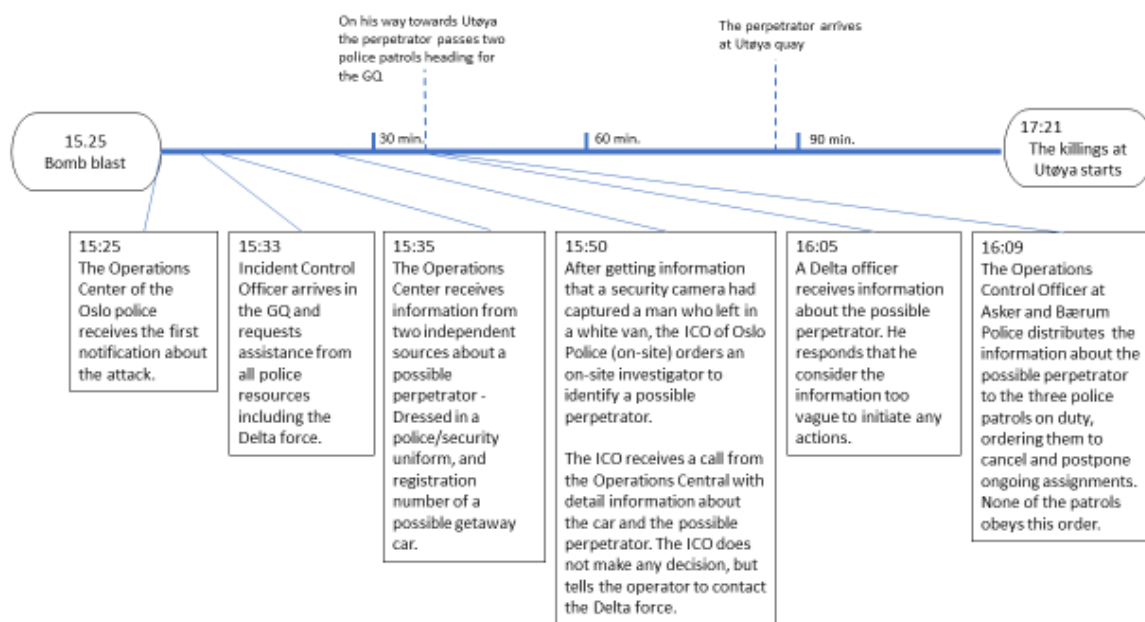 On his way towards Utøya
the perpetrator passes two
police patrols heading for
the GQ
The perpetrator arrives
at Utøya quay
15.25
Bomb blast
30 min.
60 min.
90 min.
17:21
The killings at
Utøya starts
15:25
The Operations
Center of the
Oslo police
receives the first
notification about
the attack.
15:33
Incident Control
Officer arrives in
the GQ and
requests
assistance from
all police
resources
including the
Delta force.
15:35
The Operations
Center receives
information from
two independent
sources about a
possible
perpetrator -
Dressed in a
police/security
uniform, and
registration
number of a
possible getaway
car.
15:50
After getting information
that a security camera had
captured a man who left in
a white van, the ICO of Oslo
Police (on-site) orders an
on-site investigator to
identify a possible
perpetrator.
The ICO receives a call from
the Operations Central with
detail information about
the car and the possible
perpetrator. The ICO does
not make any decision, but
tells the operator to contact
the Delta force.
16:05
A Delta officer
receives information
about the possible
perpetrator. He
responds that he
consider the
information too
vague to initiate any
actions.
16:09
The Operations
Control Officer at
Asker and Bærum
Police distributes the
information about the
possible perpetrator
to the three police
patrols on duty,
ordering them to
cancel and postpone
ongoing assignments.
None of the patrols
obeys this order.